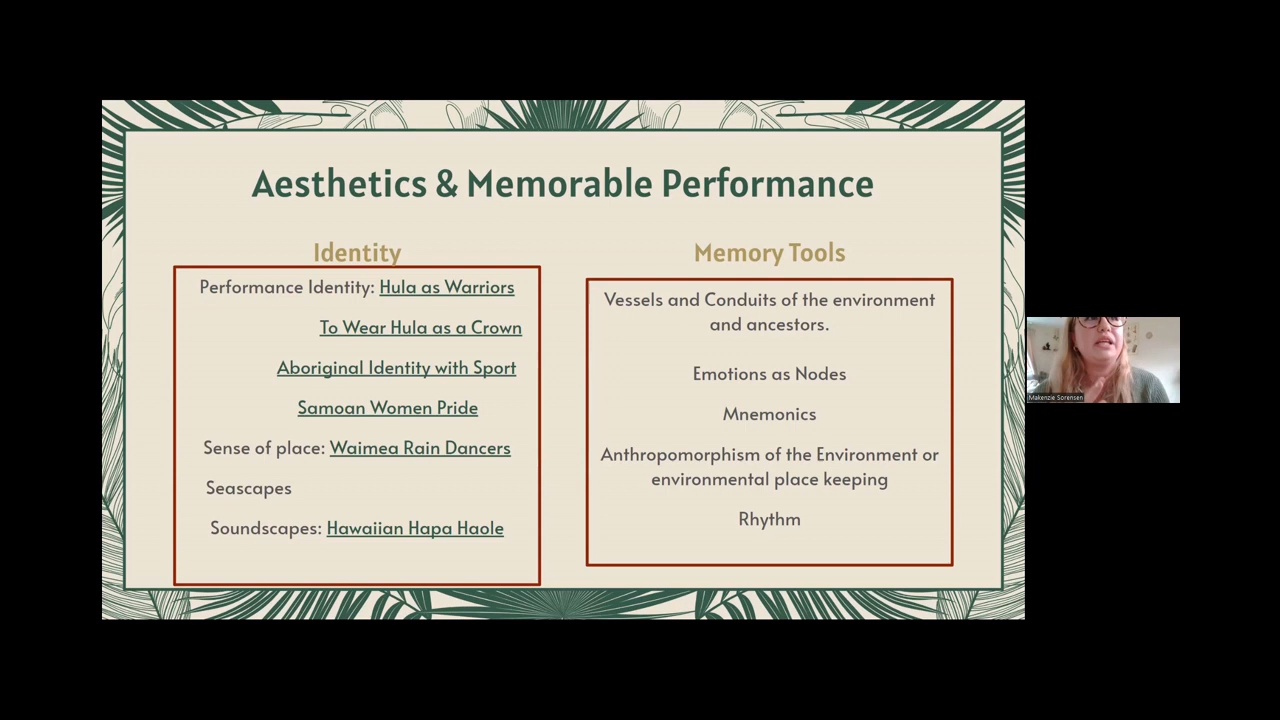 Aesthetics & Memorable Performance
Identity
Performance Identity: Hula as Warriors
To Wear Hula as a Crown
Aboriginal Identity with Sport
Samoan Women Pride
Sense of place: Waimea Rain Dancers
Seascapes
Soundscapes: Hawaiian Hapa Haole
Memory Tools
Vessels and Conduits of the environment
and ancestors.
Emotions as Nodes
Mnemonics
Anthropomorphism of the Environment or
environmental place keeping
Rhythm
Makenzie Sorensen